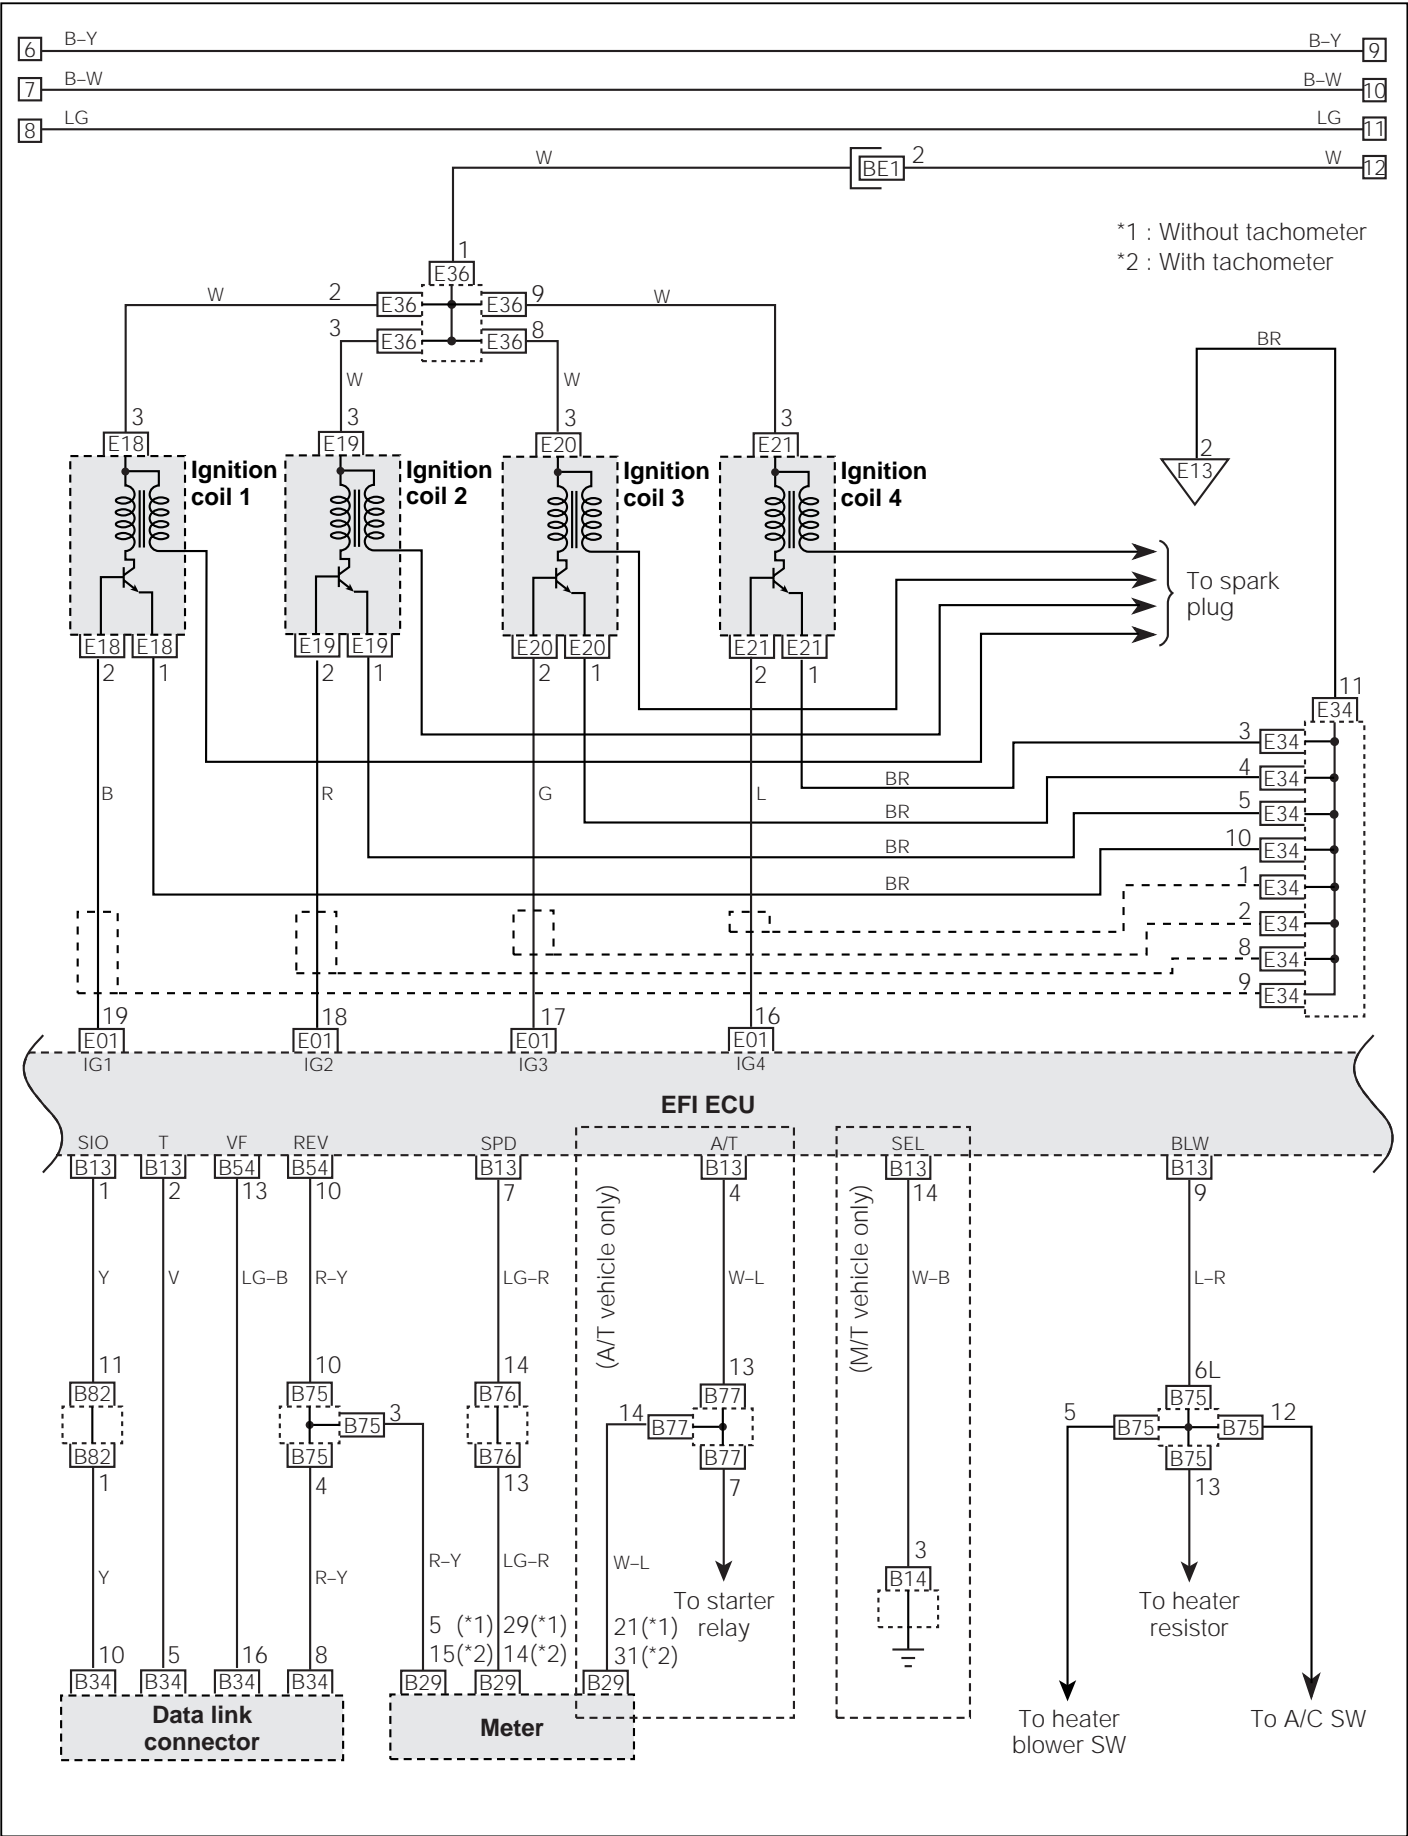 6 B–Y B–Y 9
7 B–W B–W 10
8 LG LG 11
W BE1 2 W 12
*1 : Without tachometer
*2 : With tachometer
1
E36
W 2 E36 E36 9 W
3 E36 E36 8
W W
BR
2
E13
3 3 3 3
E18 E19 E20 E21
Ignition coil 1
Ignition coil 2
Ignition coil 3
Ignition coil 4
To spark
plug
E18 E18 E19 E19 E20 E20 E21 E21
2 1 2 1 2 1 2 1
11
E34
3 E34
4 E34
5 E34
10 E34
1 E34
2 E34
8 E34
9 E34
BR
BR
BR
BR
B R G L
19 18 17 16
E01 E01 E01 E01
IG1 IG2 IG3 IG4
EFI ECU
SIO T VF REV SPD A/T SEL BLW
B13 B13 B54 B54 B13 B13 B13 B13
1 2 13 10 7 4 14 9
(A/T vehicle only)
(M/T vehicle only)
Y V LG–B R–Y LG–R W–L W–B L–R
11 10 14 13 6L
B82 B75 B76 B77 B75
B75 3
14 B77
5 B75 B75 12
B82 B75 B76 B77 B75
1 4 13 7 13
Y R–Y R–Y LG–R W–L
3
B14
To starter
relay
To heater
resistor
5 (*1) 29(*1) 21(*1)
15(*2) 14(*2) 31(*2)
10 5 16 8
B34 B34 B34 B34 B29 B29 B29
Data link
connector
Meter
To heater
blower SW
To A/C SW